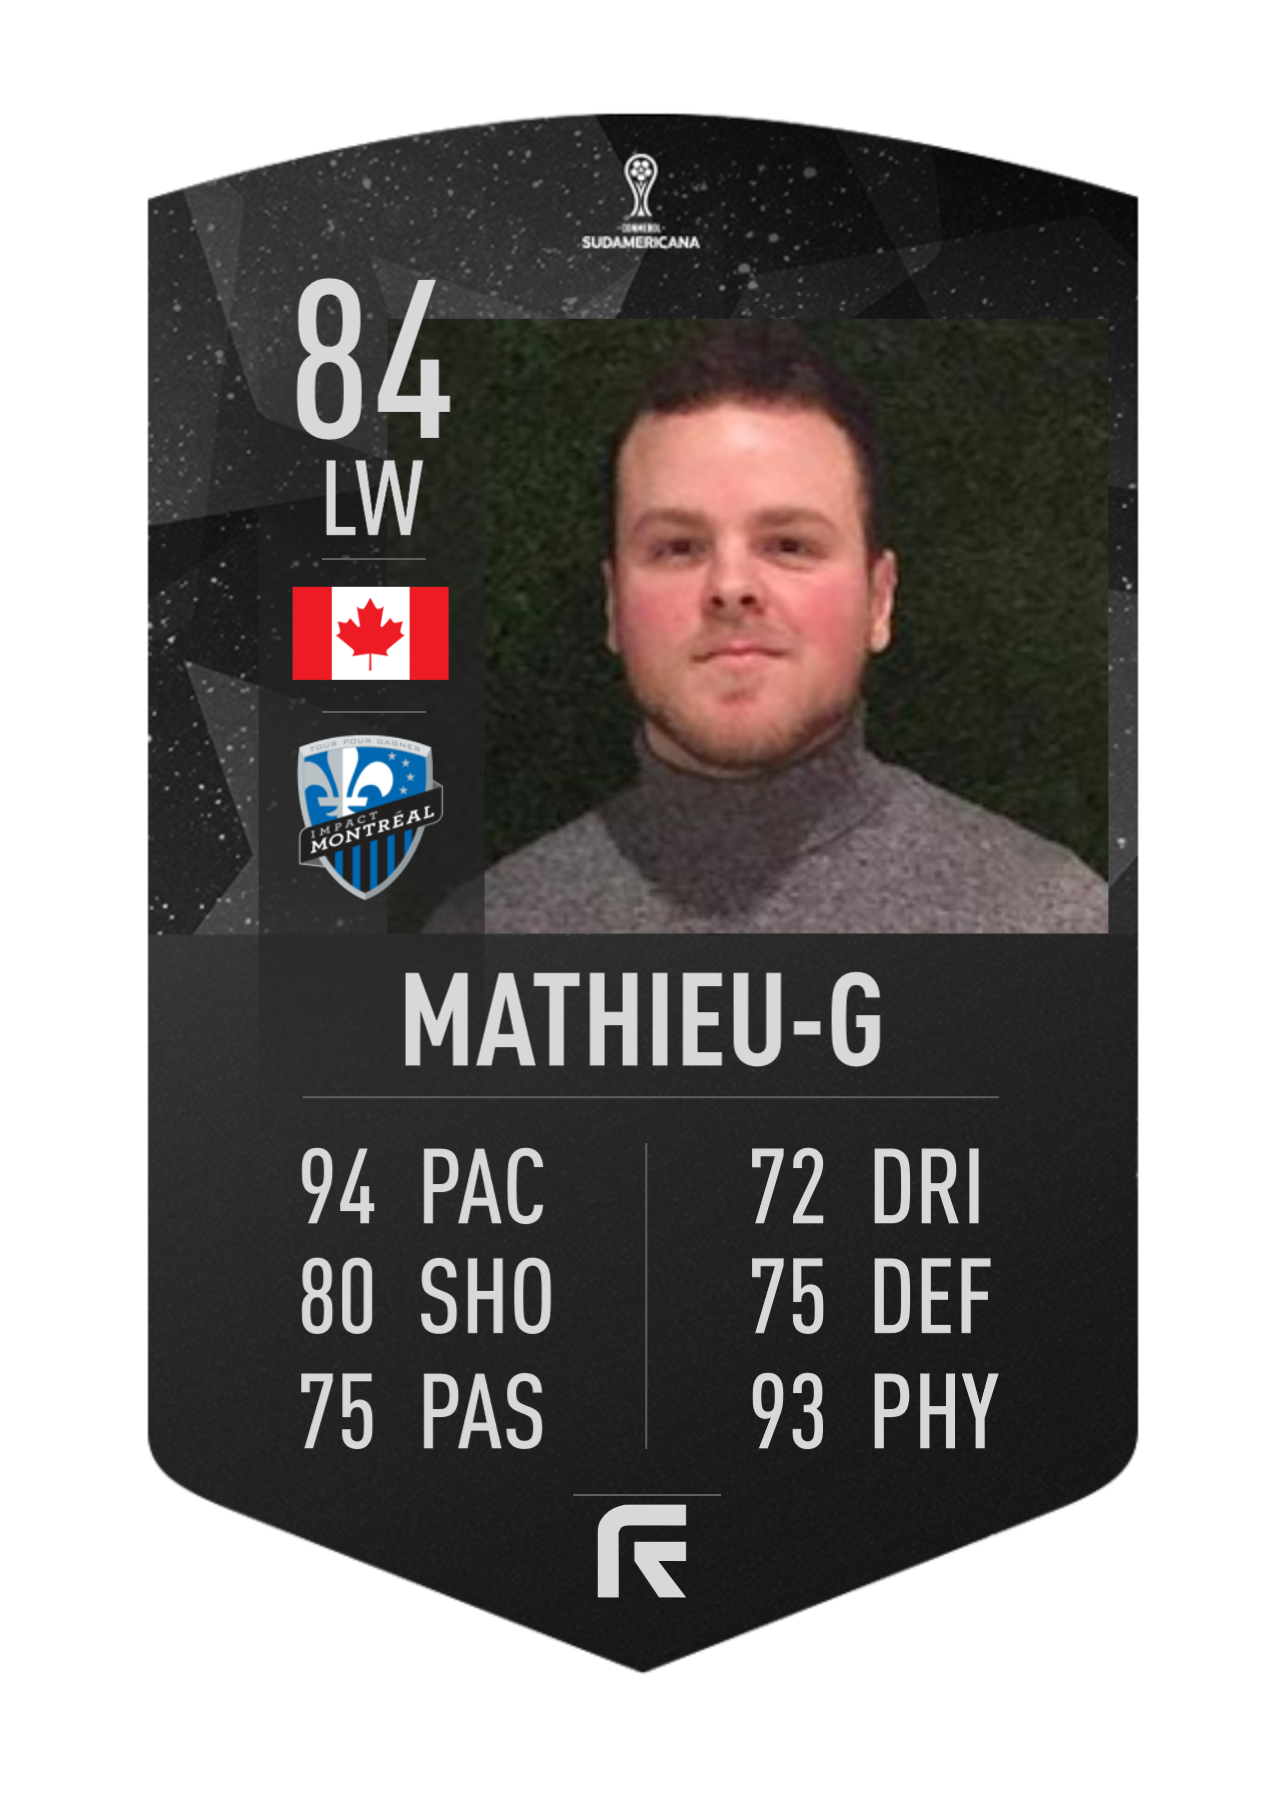 CONMEBOL
SUDAMERICANA
84
LW
TOUS POUR GAGNER
IMPACT
MONTRÉAL
MATHIEU-G
94 PAC
80 SHO
75 PAS
72 DRI
75 DEF
93 PHY